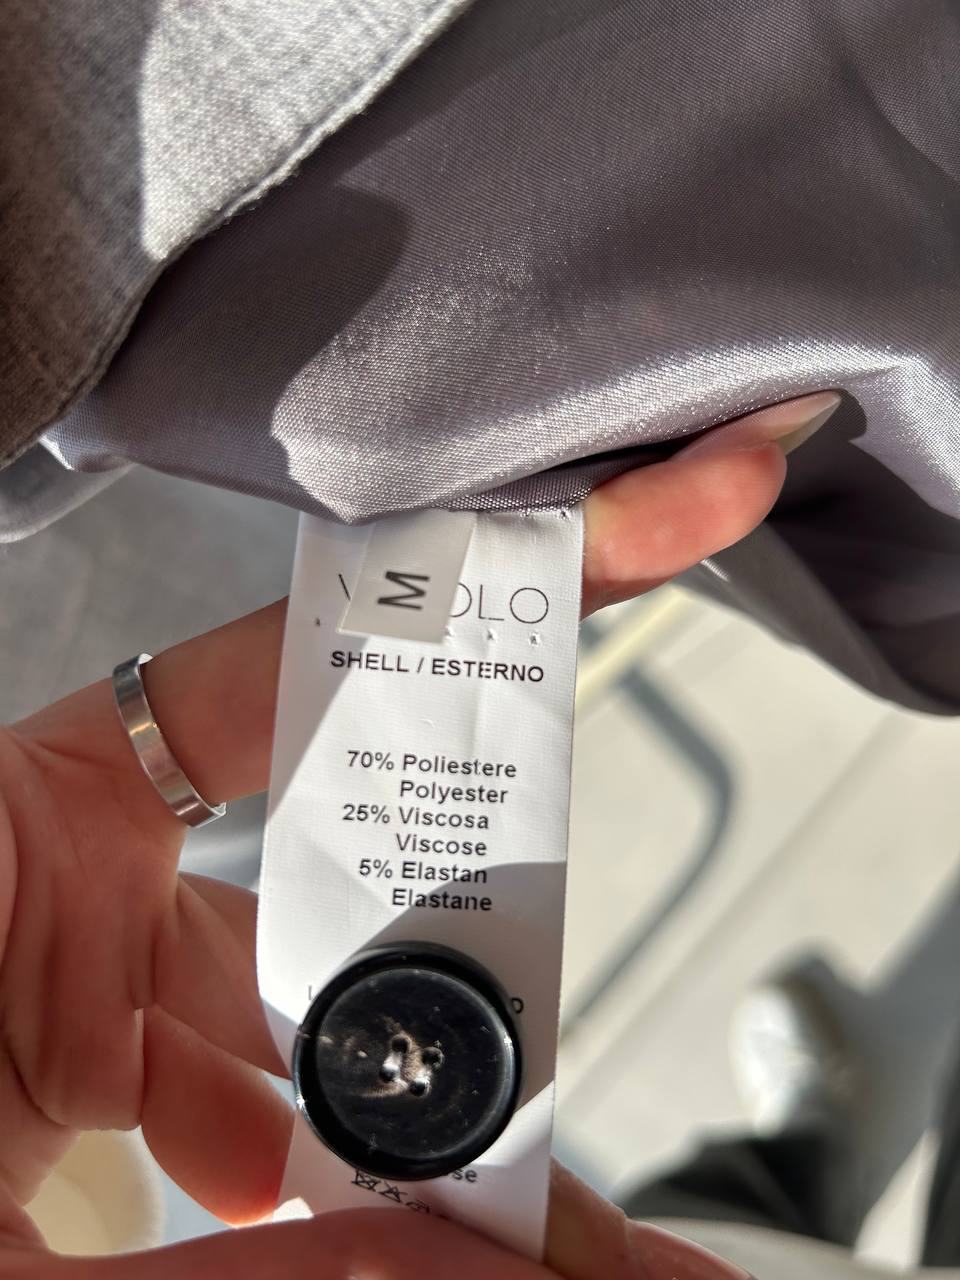 M
SHELL / ESTERNO
70% Poliestere
Polyester
25% Viscosa
Viscose
5% Elastan
Elastane